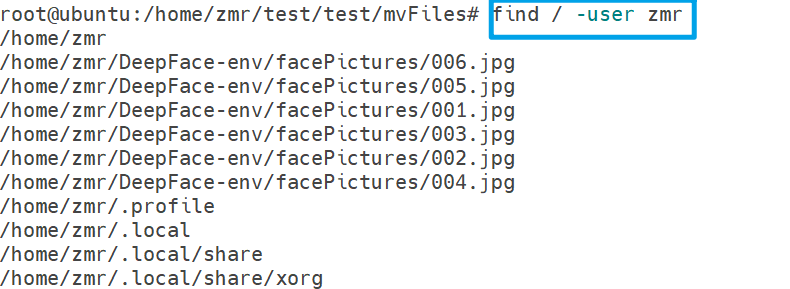 root@ubuntu:/home/zmr/test/test/mvFiles# find / -user zmr
/home/zmr
/home/zmr/DeepFace-env/facePictures/006.jpg
/home/zmr/DeepFace-env/facePictures/005.jpg
/home/zmr/DeepFace-env/facePictures/001.jpg
/home/zmr/DeepFace-env/facePictures/003.jpg
/home/zmr/DeepFace-env/facePictures/002.jpg
/home/zmr/DeepFace-env/facePictures/004.jpg
/home/zmr/.profile
/home/zmr/.local
/home/zmr/.local/share
/home/zmr/.local/share/xorg